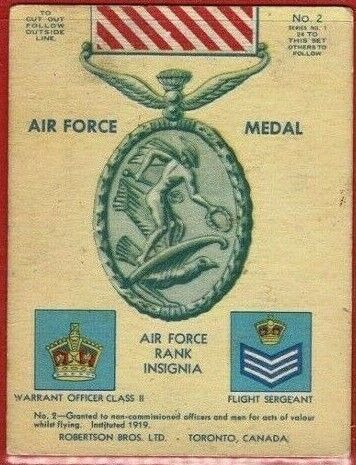 TO
CUT OUT
FOLLOW
OUTSIDE
LINE.
No. 2
SERIES NO. 1
24 TO
THIS SET
OTHERS TO
FOLLOW
AIR FORCE MEDAL
AIR FORCE
RANK
INSIGNIA
WARRANT OFFICER CLASS II
FLIGHT SERGEANT
No. 2—Granted to non-commissioned officers and men for acts of valour
whilst flying. Instituted 1919.
ROBERTSON BROS. LTD. - TORONTO, CANADA